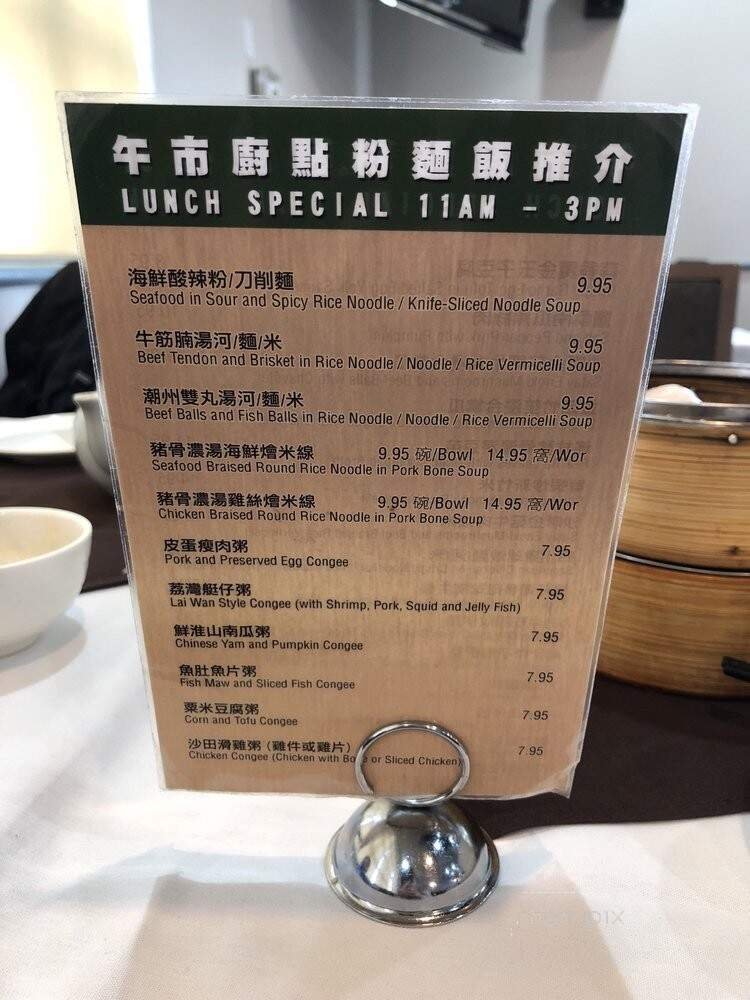 午市廚點粉麵飯推介
LUNCH SPECIAL 11AM - 3PM
海鮮酸辣粉/刀削麵 9.95
Seafood in Sour and Spicy Rice Noodle / Knife-Sliced Noodle Soup
牛筋腩湯河/麵/米 9.95
Beef Tendon and Brisket in Rice Noodle / Noodle / Rice Vermicelli Soup
潮州雙丸湯河/麵/米 9.95
Beef Balls and Fish Balls in Rice Noodle / Noodle / Rice Vermicelli Soup
豬骨濃湯海鮮燴米線 9.95 碗/Bowl 14.95 窩/Wor
Seafood Braised Round Rice Noodle in Pork Bone Soup
豬骨濃湯雞絲燴米線 9.95 碗/Bowl 14.95 窩/Wor
Chicken Braised Round Rice Noodle in Pork Bone Soup
皮蛋瘦肉粥 7.95
Pork and Preserved Egg Congee
荔灣艇仔粥 7.95
Lai Wan Style Congee (with Shrimp, Pork, Squid and Jelly Fish)
鮮淮山南瓜粥 7.95
Chinese Yam and Pumpkin Congee
魚肚魚片粥 7.95
Fish Maw and Sliced Fish Congee
粟米豆腐粥 7.95
Corn and Tofu Congee
沙田滑雞粥 (雞件或雞片) 7.95
Chicken Congee (Chicken with Bone or Sliced Chicken)